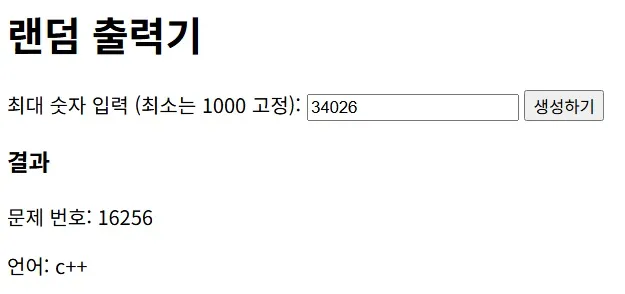 랜덤 출력기
최대 숫자 입력 (최소는 1000 고정): 34026 생성하기
결과
문제 번호: 16256
언어: c++